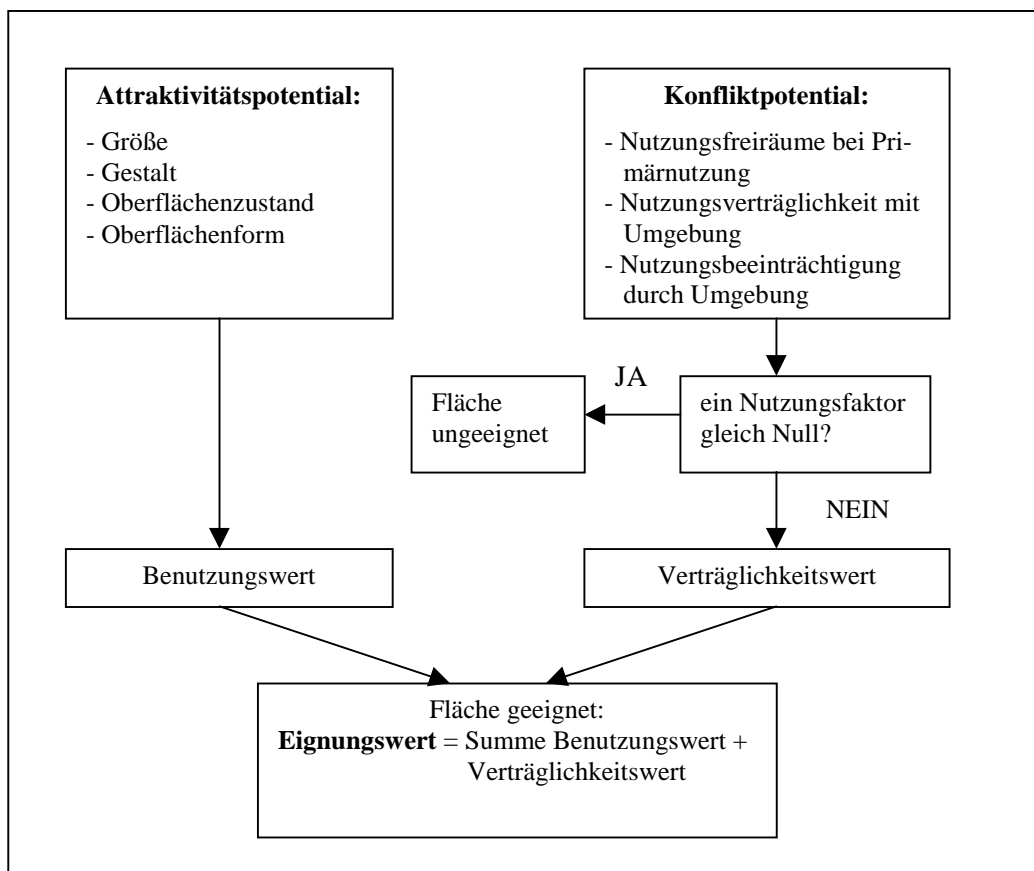 Attraktivitätspotential:
- Größe
- Gestalt
- Oberflächenzustand
- Oberflächenform
Konfliktpotential:
- Nutzungsfreiräume bei Pri-
märnutzung
- Nutzungsverträglichkeit mit
Umgebung
- Nutzungsbeeinträchtigung
durch Umgebung
JA
Fläche
ungeeignet
ein Nutzungsfaktor
gleich Null?
NEIN
Benutzungswert
Verträglichkeitswert
Fläche geeignet:
Eignungswert = Summe Benutzungswert +
Verträglichkeitswert